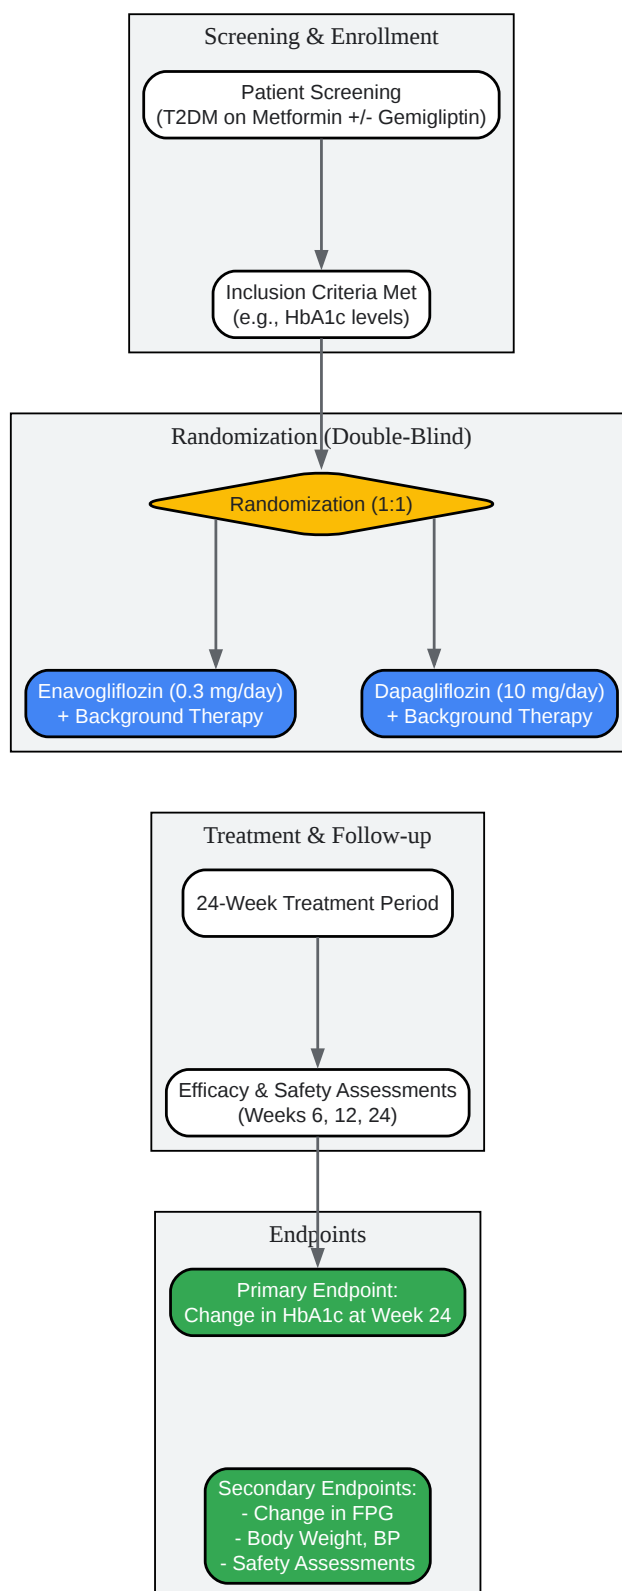 Screening & Enrollment
Patient Screening
(T2DM on Metformin +/- Gemigliptin)
Inclusion Criteria Met
(e.g., HbA1c levels)
Randomization (Double-Blind)
Randomization (1:1)
Enavogliflozin (0.3 mg/day)
+ Background Therapy
Dapagliflozin (10 mg/day)
+ Background Therapy
Treatment & Follow-up
24-Week Treatment Period
Efficacy & Safety Assessments
(Weeks 6, 12, 24)
Endpoints
Primary Endpoint:
Change in HbA1c at Week 24
Secondary Endpoints:
- Change in FPG
- Body Weight, BP
- Safety Assessments